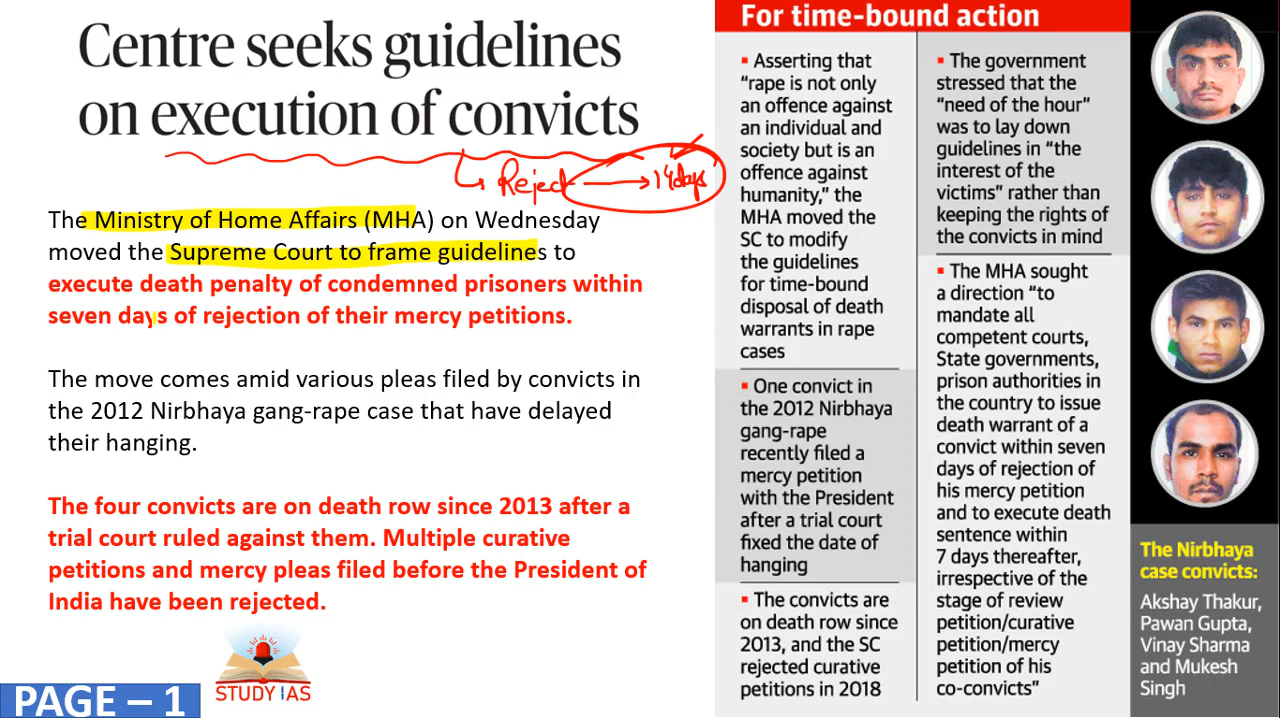 Centre seeks guidelines
on execution of convicts
Reject → 14days
The Ministry of Home Affairs (MHA) on Wednesday
moved the Supreme Court to frame guidelines to
execute death penalty of condemned prisoners within
seven days of rejection of their mercy petitions.
The move comes amid various pleas filed by convicts in
the 2012 Nirbhaya gang-rape case that have delayed
their hanging.
The four convicts are on death row since 2013 after a
trial court ruled against them. Multiple curative
petitions and mercy pleas filed before the President of
India have been rejected.
STUDY IAS
PAGE – 1
For time-bound action
▪ Asserting that
"rape is not only
an offence against
an individual and
society but is an
offence against
humanity," the
MHA moved the
SC to modify
the guidelines
for time-bound
disposal of death
warrants in rape
cases
▪ One convict in
the 2012 Nirbhaya
gang-rape
recently filed a
mercy petition
with the President
after a trial court
fixed the date of
hanging
▪ The convicts are
on death row since
2013, and the SC
rejected curative
petitions in 2018
▪ The government
stressed that the
"need of the hour"
was to lay down
guidelines in "the
interest of the
victims" rather than
keeping the rights of
the convicts in mind
▪ The MHA sought
a direction "to
mandate all
competent courts,
State governments,
prison authorities in
the country to issue
death warrant of a
convict within seven
days of rejection of
his mercy petition
and to execute death
sentence within
7 days thereafter,
irrespective of the
stage of review
petition/curative
petition/mercy
petition of his
co-convicts"
The Nirbhaya
case convicts:
Akshay Thakur,
Pawan Gupta,
Vinay Sharma
and Mukesh
Singh